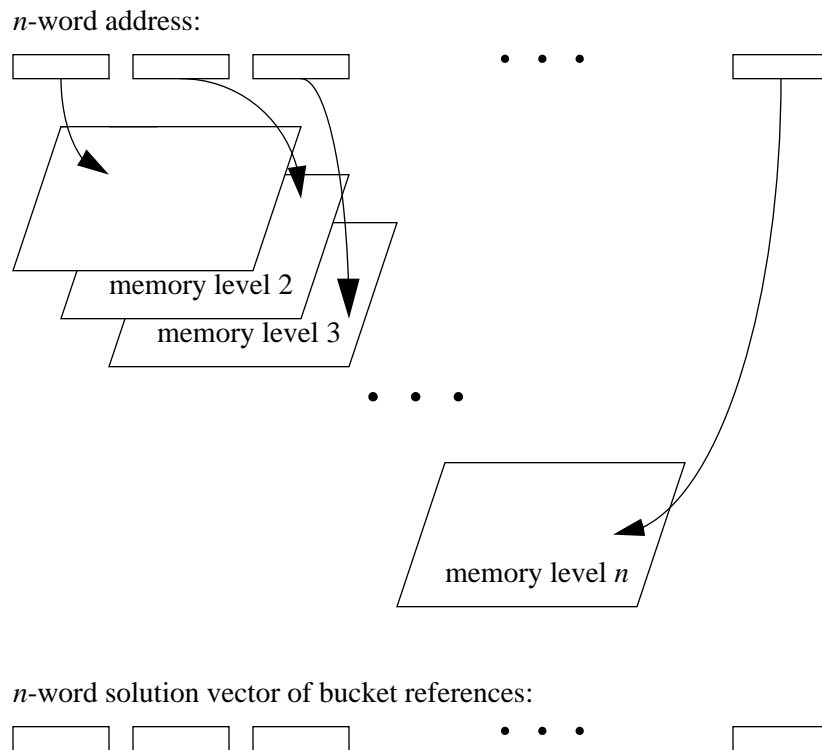 n-word address:
memory level 2
memory level 3
memory level n
n-word solution vector of bucket references: